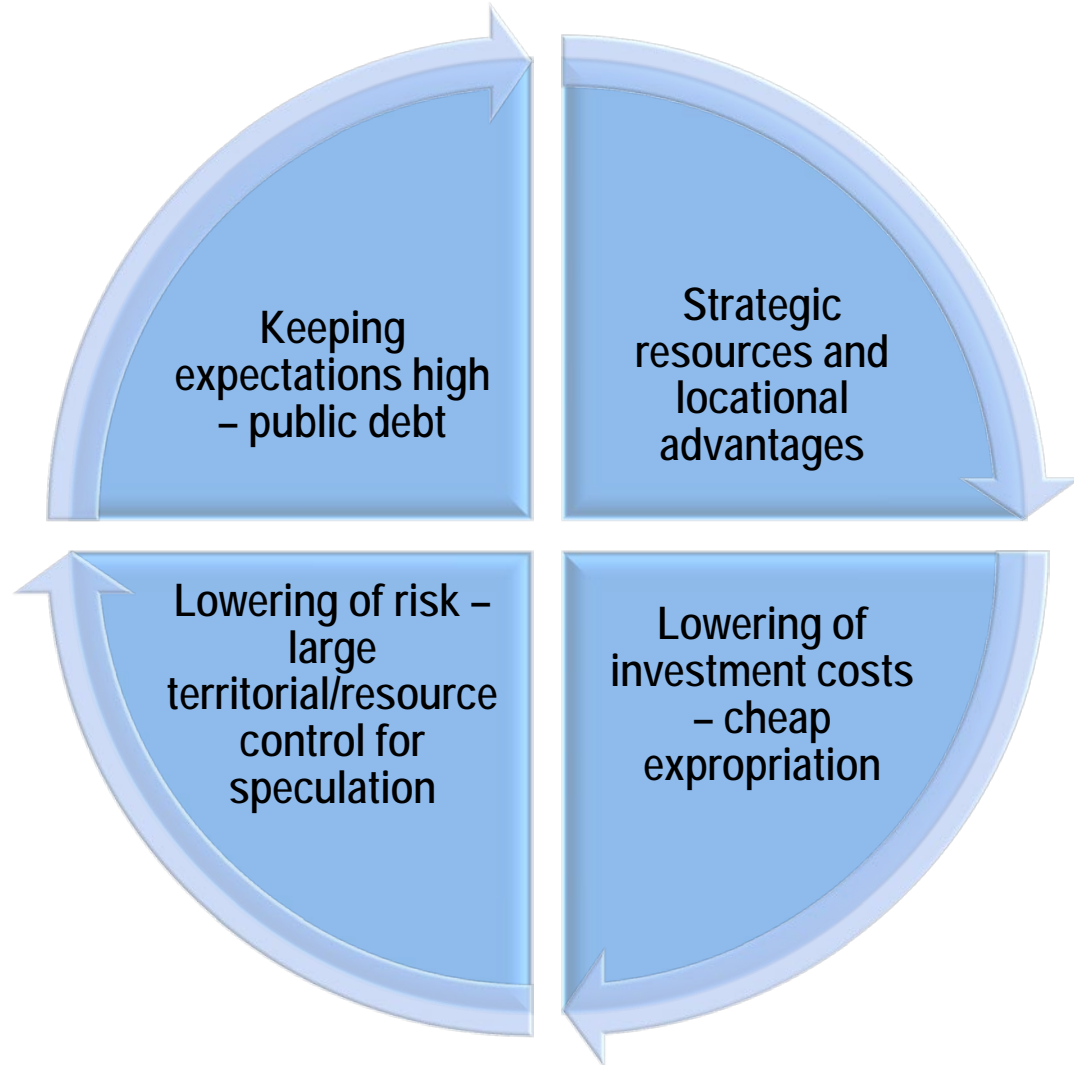 Keeping
expectations high
– public debt
Strategic
resources and
locational
advantages
Lowering of risk –
large
territorial/resource
control for
speculation
Lowering of
investment costs
– cheap
expropriation